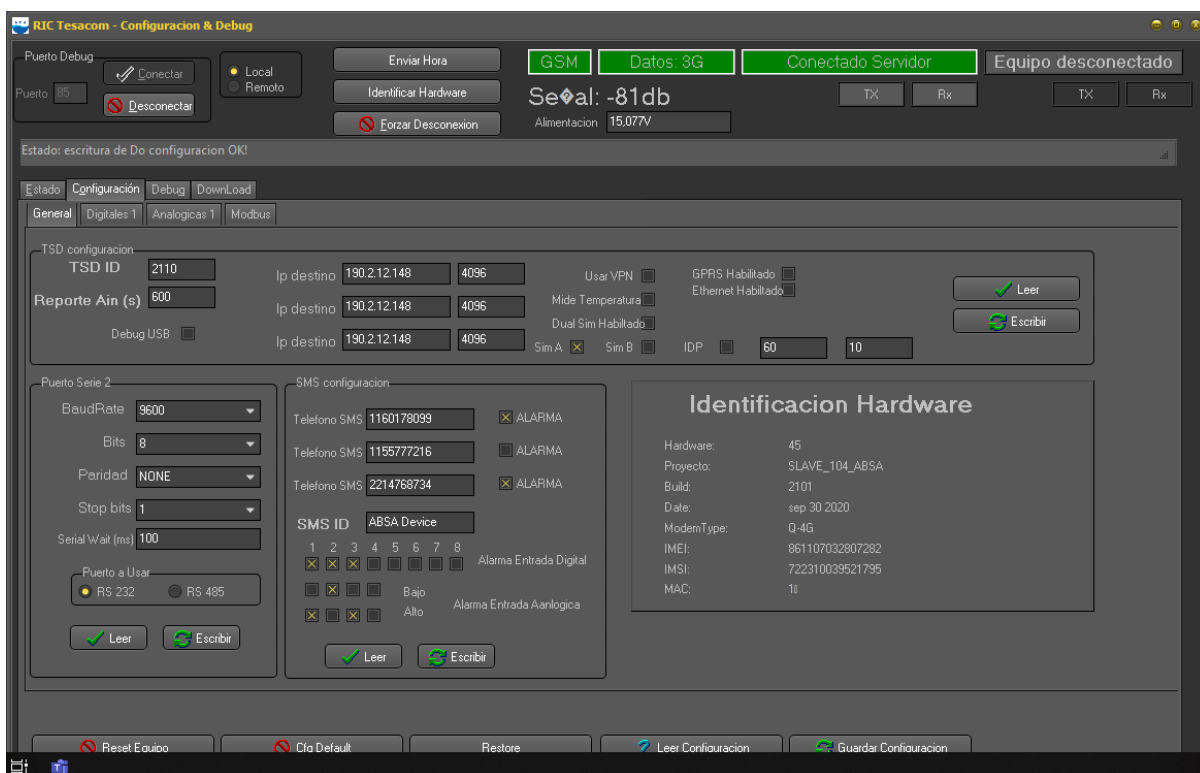 RIC Tesacom - Configuracion & Debug
Puerto Debug
Puerto 85
Conectar
Desconectar
Local
Remoto
Enviar Hora
Identificar Hardware
Forzar Desconexion
GSM Datos: 3G Conectado Servidor Equipo desconectado
Se�al: -81db TX Rx TX Rx
Alimentacion 15,077V
Estado: escritura de Do configuracion OK!
Estado Configuración Debug DownLoad
General Digitales 1 Analogicas 1 Modbus
TSD configuracion
TSD ID 2110
Reporte Ain (s) 600
Debug USB
Ip destino 190.2.12.148 4096
Ip destino 190.2.12.148 4096
Ip destino 190.2.12.148 4096
Usar VPN
Mide Temperatura
Dual Sim Habiltado
Sim A Sim B IDP 60 10
GPRS Habilitado
Ethernet Habiltado
Leer
Escribir
Puerto Serie 2
BaudRate 9600
Bits 8
Paridad NONE
Stop bits 1
Serial Wait (ms) 100
Puerto a Usar
RS 232 RS 485
Leer Escribir
SMS configuracion
Telefono SMS 1160178099 ALARMA
Telefono SMS 1155777216 ALARMA
Telefono SMS 2214768734 ALARMA
SMS ID ABSA Device
1 2 3 4 5 6 7 8
Alarma Entrada Digital
Bajo
Alto
Alarma Entrada Aanlogica
Leer Escribir
Identificacion Hardware
Hardware: 45
Proyecto: SLAVE_104_ABSA
Build: 2101
Date: sep 30 2020
ModemType: Q-4G
IMEI: 861107032807282
IMSI: 722310039521795
MAC: 1
Reset Equipo Cfg Default Restore Leer Configuracion Guardar Configuracion